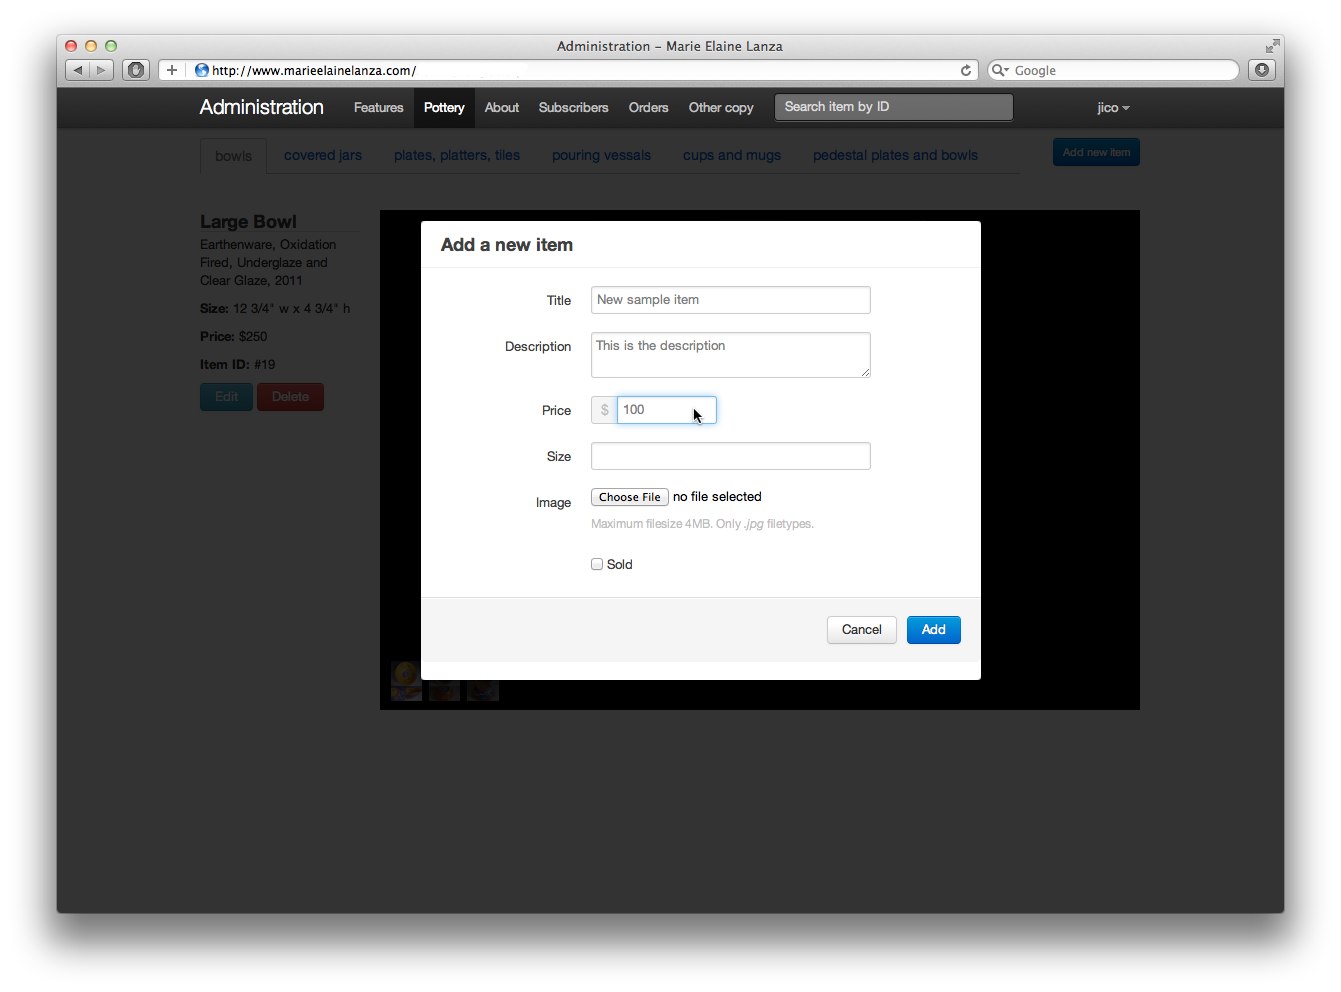 Administration – Marie Elaine Lanza
http://www.marieelainelanza.com/
Google
Administration Features Pottery About Subscribers Orders Other copy Search item by ID jico
bowls covered jars plates, platters, tiles pouring vessals cups and mugs pedestal plates and bowls Add new item
Large Bowl
Earthenware, Oxidation
Fired, Underglaze and
Clear Glaze, 2011
Size: 12 3/4" w x 4 3/4" h
Price: $250
Item ID: #19
Edit Delete
Add a new item
Title New sample item
Description This is the description
Price $ 100
Size
Image Choose File no file selected
Maximum filesize 4MB. Only .jpg filetypes.
Sold
Cancel Add